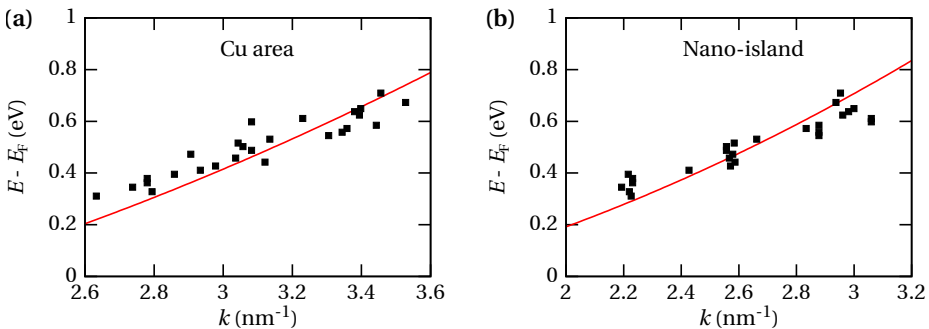 (a)
Cu area
E - E_F (eV)
1
0.8
0.6
0.4
0.2
0
2.6 2.8 3 3.2 3.4 3.6
k (nm⁻¹)
(b)
Nano-island
E - E_F (eV)
1
0.8
0.6
0.4
0.2
0
2 2.2 2.4 2.6 2.8 3 3.2
k (nm⁻¹)